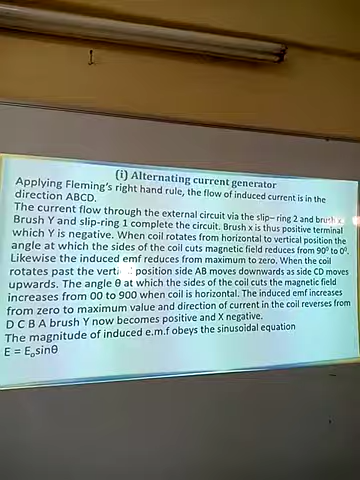 (i) Alternating current generator
Applying Fleming's right hand rule, the flow of induced current is in the
direction ABCD.
The current flow through the external circuit via the slip– ring 2 and brush x
Brush Y and slip-ring 1 complete the circuit. Brush x is thus positive terminal
which Y is negative. When coil rotates from horizontal to vertical position the
angle at which the sides of the coil cuts magnetic field reduces from 90⁰ to 0⁰.
Likewise the induced emf reduces from maximum to zero. When the coil
rotates past the vertical position side AB moves downwards as side CD moves
upwards. The angle θ at which the sides of the coil cuts the magnetic field
increases from 00 to 900 when coil is horizontal. The induced emf increases
from zero to maximum value and direction of current in the coil reverses from
D C B A brush Y now becomes positive and X negative.
The magnitude of induced e.m.f obeys the sinusoidal equation
E = E₀sinθ